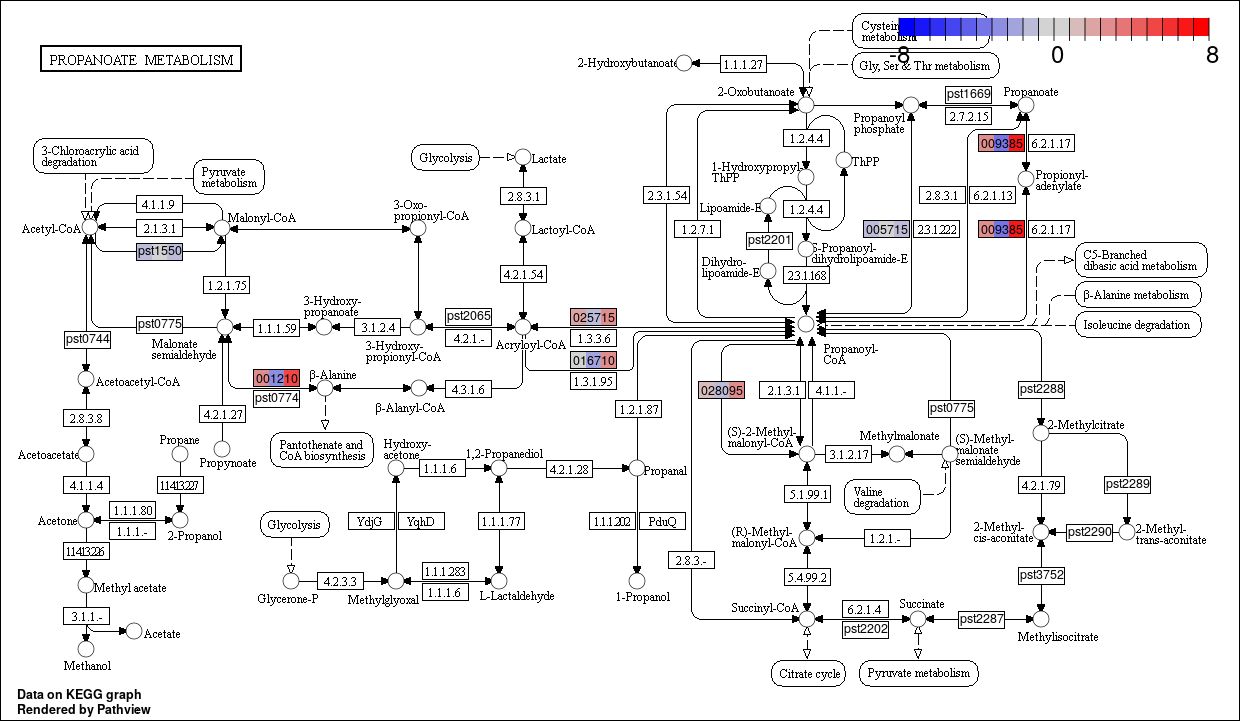 PROPANOATE METABOLISM
Cystein
metabolism
-8
0
8
2-Hydroxybutanoate
1.1.1.27
Gly, Ser & Thr metabolism
2-Oxobutanoate
pst1669
Propanoate
2.7.2.15
Propanoyl
phosphate
1.2.4.4
009385
6.2.1.17
3-Chloroacrylic acid
degradation
Glycolysis
Lactate
ThPP
1-Hydroxypropyl-
ThPP
Pyruvate
metabolism
Propionyl-
adenylate
2.8.3.1
2.3.1.54
2.8.3.1
6.2.1.13
4.1.1.9
3-Oxo-
propionyl-CoA
Lipoamide-E
1.2.4.4
Malonyl-CoA
Acetyl-CoA
2.1.3.1
Lactoyl-CoA
1.2.7.1
005715
2.3.1.222
009385
6.2.1.17
pst1550
pst2201
S-Propanoyl-
dihydrolipoamide-E
C5-Branched
dibasic acid metabolism
Dihydro-
lipoamide-E
4.2.1.54
2.3.1.168
1.2.1.75
β-Alanine metabolism
3-Hydroxy-
propanoate
pst2065
025715
pst0775
1.1.1.59
3.1.2.4
Isoleucine degradation
pst0744
4.2.1.-
1.3.3.6
Malonate
semialdehyde
3-Hydroxy-
propionyl-CoA
Acryloyl-CoA
Propanoyl-
CoA
016710
001210
β-Alanine
Acetoacetyl-CoA
1.3.1.95
pst0774
4.3.1.6
028095
2.1.3.1
4.1.1.-
pst2288
β-Alanyl-CoA
2.8.3.8
4.2.1.27
1.2.1.87
pst0775
2-Methylcitrate
(S)-2-Methyl-
malonyl-CoA
Methylmalonate
(S)-Methyl-
malonate
semialdehyde
Propane
Pantothenate and
CoA biosynthesis
Hydroxy-
acetone
1,2-Propanediol
Acetoacetate
Propynoate
3.1.2.17
1.1.1.6
4.2.1.28
Propanal
4.1.1.4
1.14.13.227
4.2.1.79
pst2289
5.1.99.1
Valine
degradation
1.1.1.80
Acetone
1.1.1.-
2-Propanol
Glycolysis
YdjG
YqhD
1.1.1.77
1.1.1.202
PduQ
2-Methyl-
cis-aconitate
pst2290
2-Methyl-
trans-aconitate
(R)-Methyl-
malonyl-CoA
1.2.1.-
1.14.13.226
2.8.3.-
1.1.1.283
4.2.3.3
5.4.99.2
pst3752
Methyl acetate
1.1.1.6
Glycerone-P
Methylglyoxal
L-Lactaldehyde
1-Propanol
Succinyl-CoA
6.2.1.4
Succinate
3.1.1.-
pst2202
pst2287
Acetate
Methylisocitrate
Methanol
Citrate cycle
Pyruvate metabolism
Data on KEGG graph
Rendered by Pathview